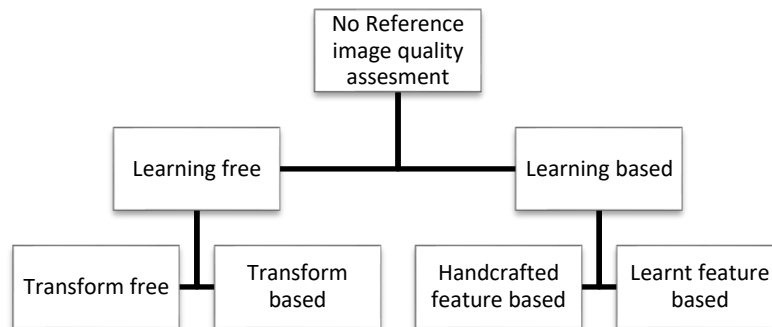 No Reference
image quality
assesment
Learning free
Learning based
Transform free
Transform
based
Handcrafted
feature based
Learnt feature
based